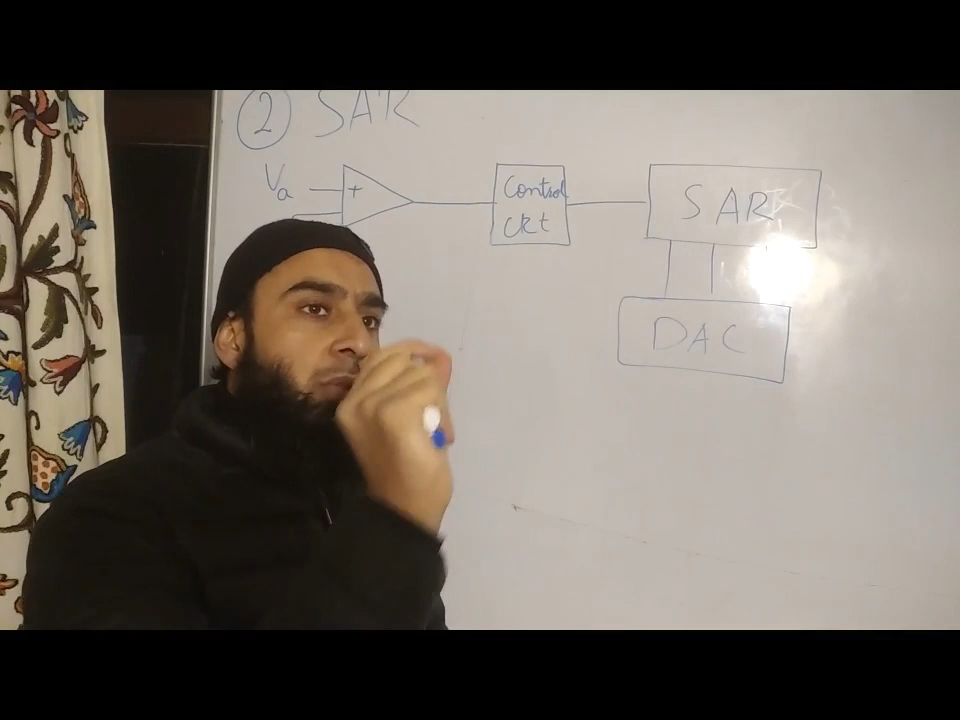 ② SAR
Va
+
Control
CKt
SAR
DAC